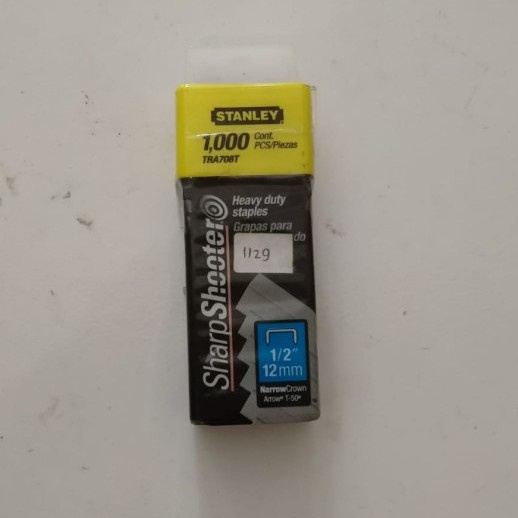 STANLEY
1,000 Cont.
PCS/Piezas
TRA708T
SharpShooter
Heavy duty
staples
Grapas para
do
1129
1/2"
12mm
NarrowCrown
Arrow® T-50®